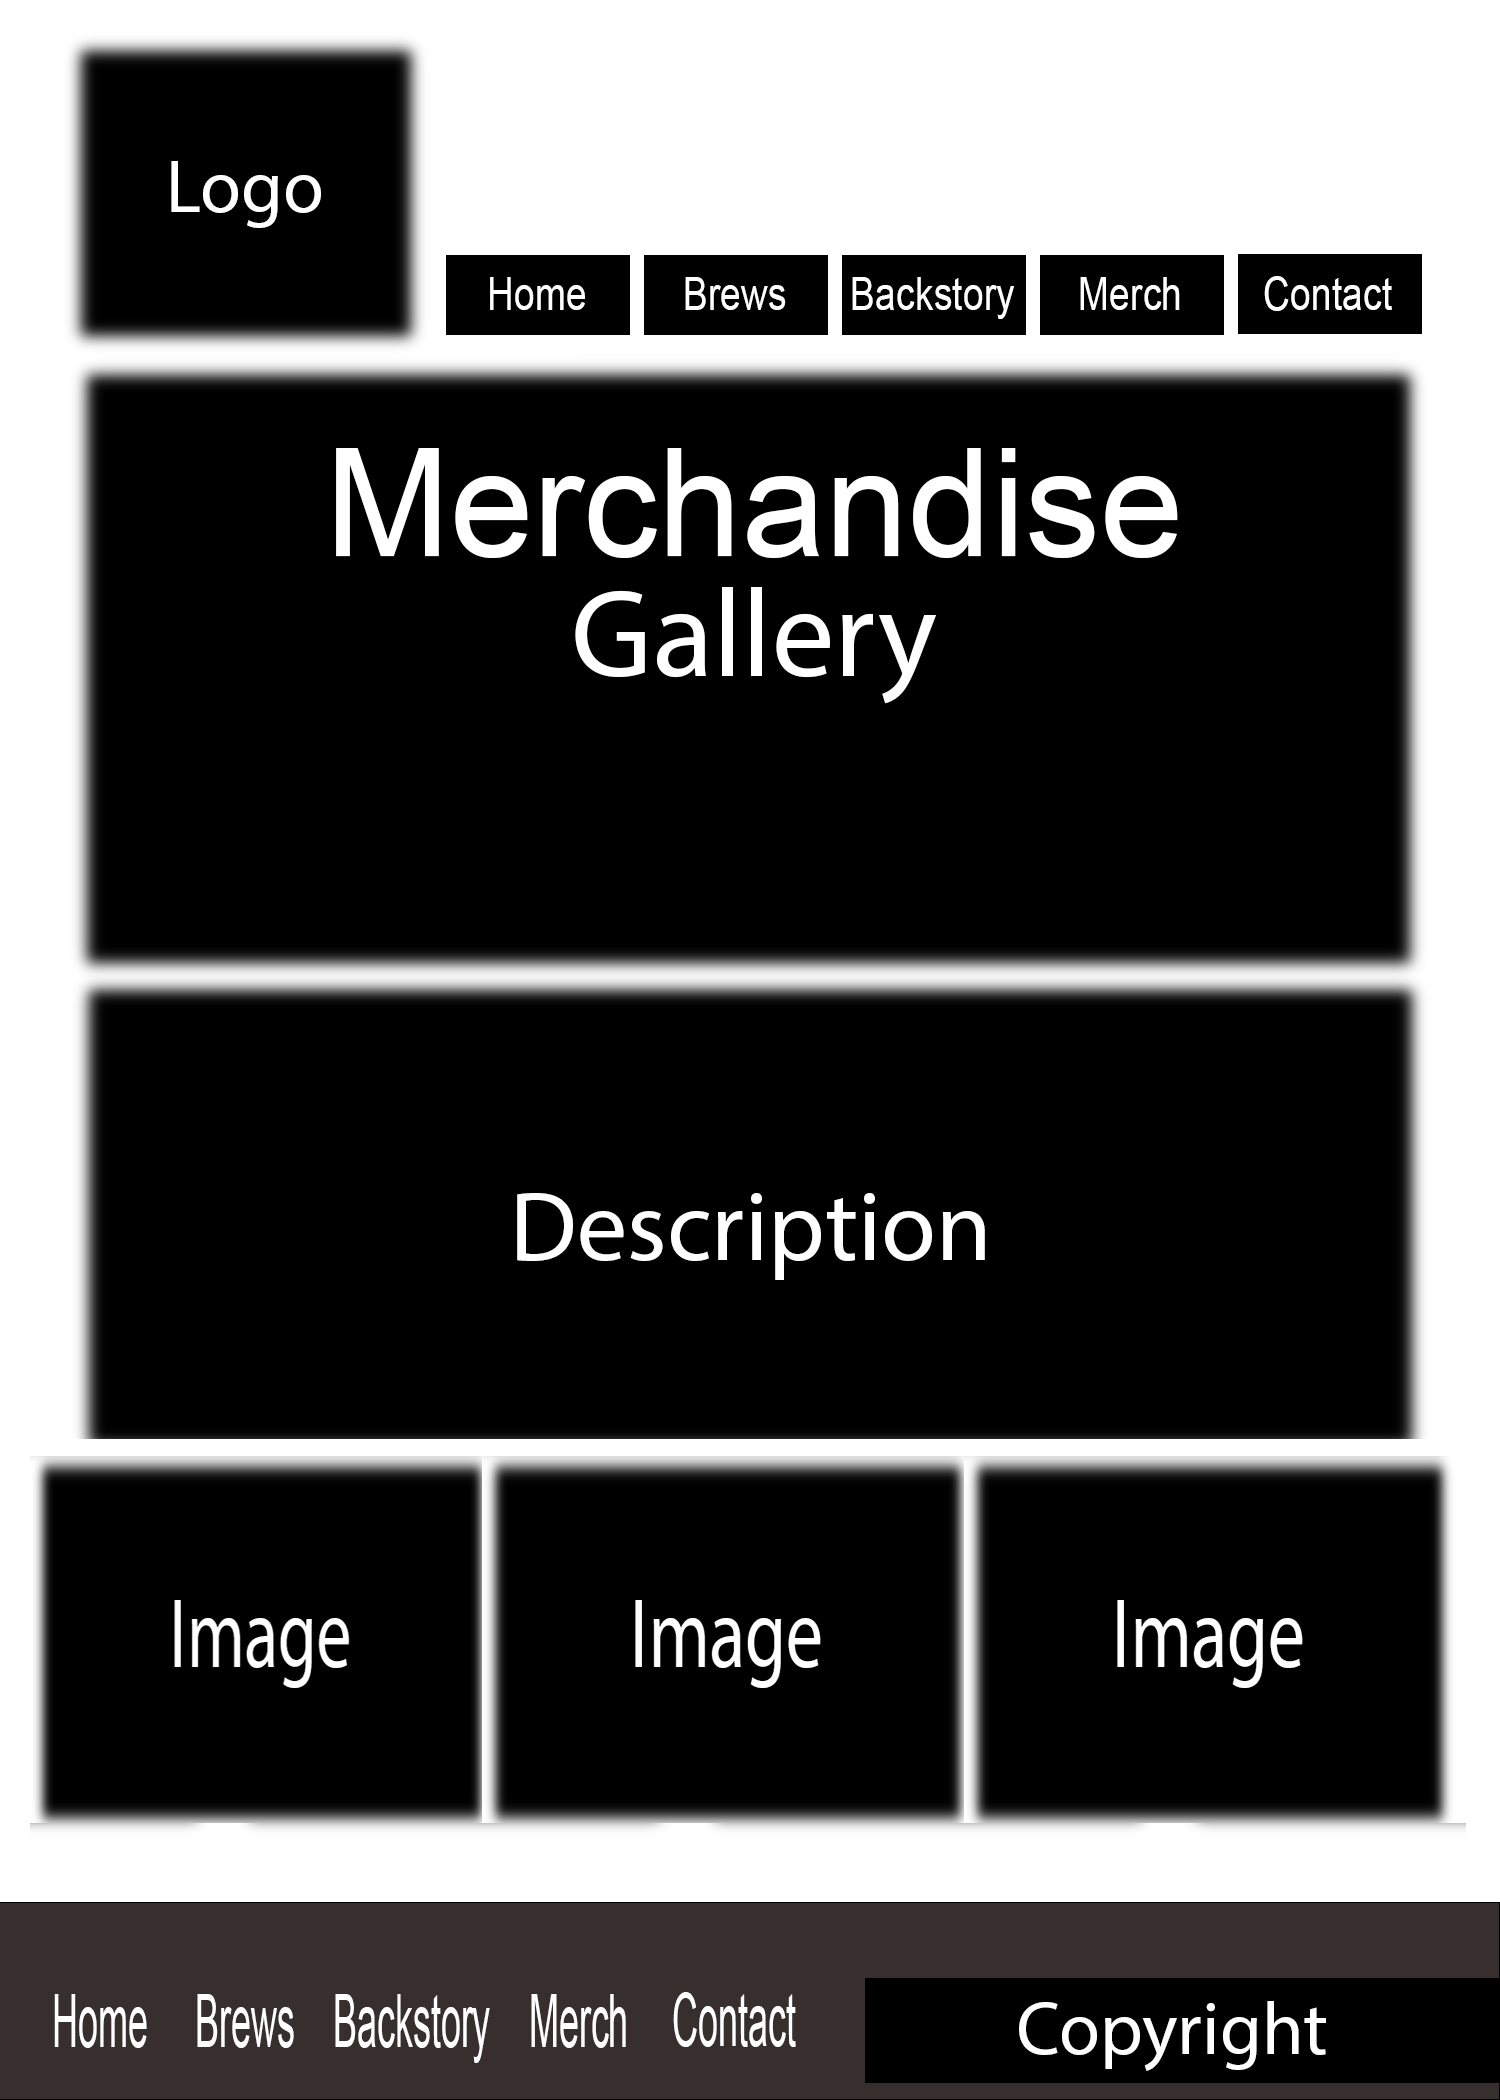 Logo
Home Brews Backstory Merch Contact
Merchandise
Gallery
Description
Image Image Image
Home Brews Backstory Merch Contact Copyright